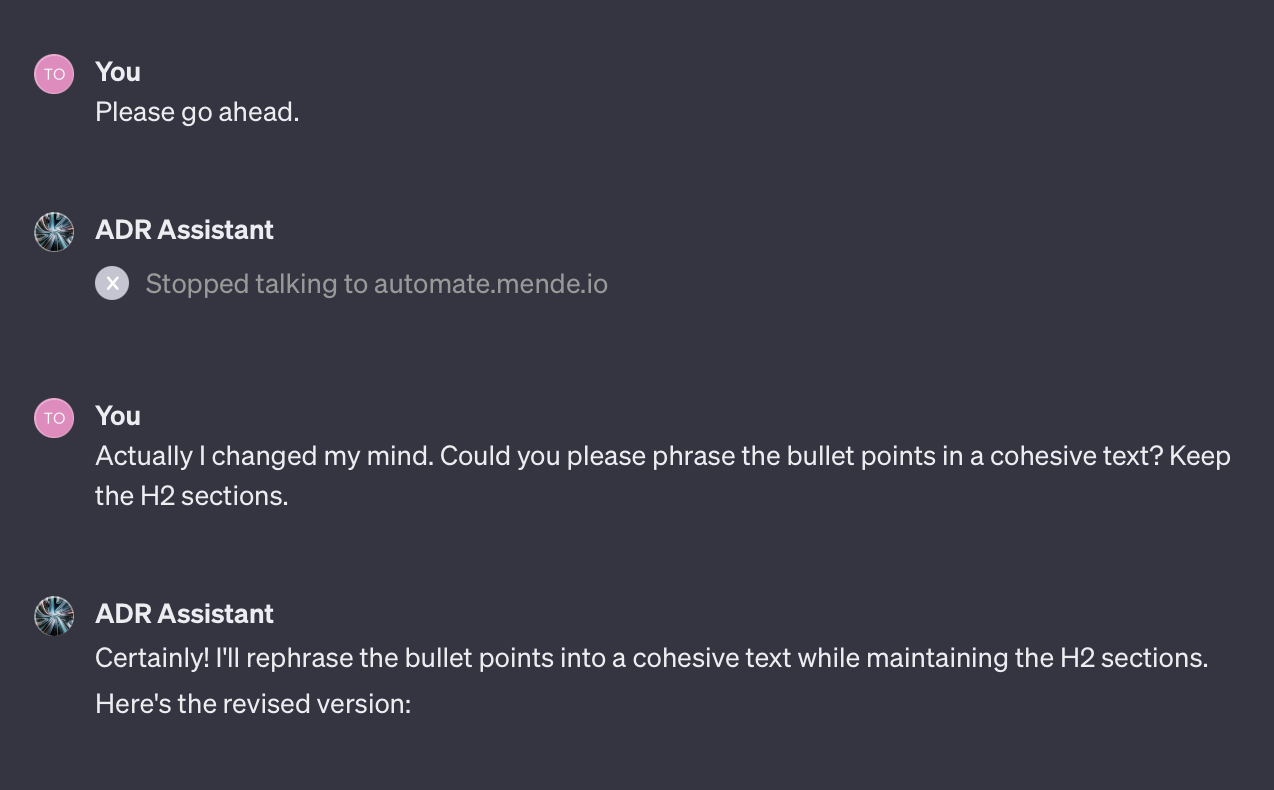 TO
You
Please go ahead.
ADR Assistant
Stopped talking to automate.mende.io
TO
You
Actually I changed my mind. Could you please phrase the bullet points in a cohesive text? Keep
the H2 sections.
ADR Assistant
Certainly! I'll rephrase the bullet points into a cohesive text while maintaining the H2 sections.
Here's the revised version: